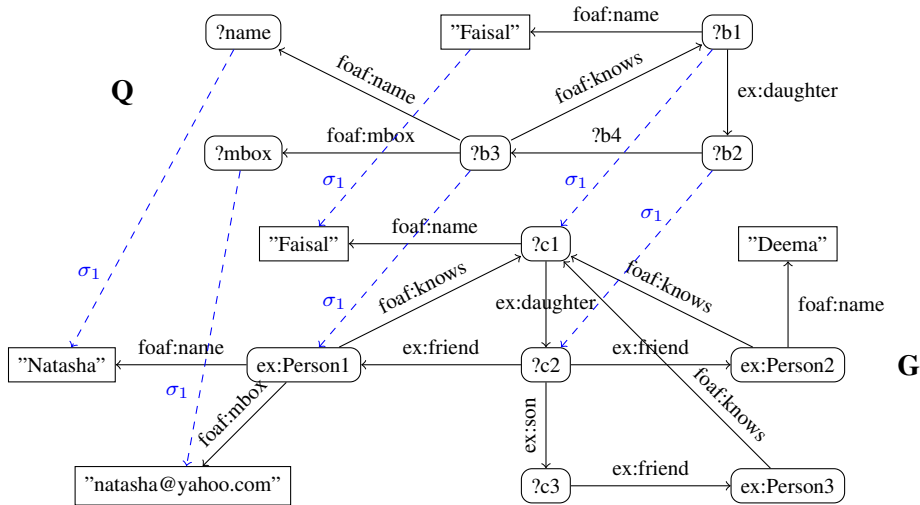 foaf:name
?name
”Faisal”
?b1
Q
foaf:name
foaf:knows
ex:daughter
?mbox
foaf:mbox
?b3
?b4
?b2
σ1
σ1
σ1
”Faisal”
foaf:name
?c1
”Deema”
σ1
foaf:knows
ex:daughter
foaf:knows
foaf:name
σ1
”Natasha”
foaf:name
ex:Person1
ex:friend
?c2
ex:friend
ex:Person2
G
σ1
foaf:mbox
ex:son
foaf:knows
”natasha@yahoo.com”
?c3
ex:friend
ex:Person3